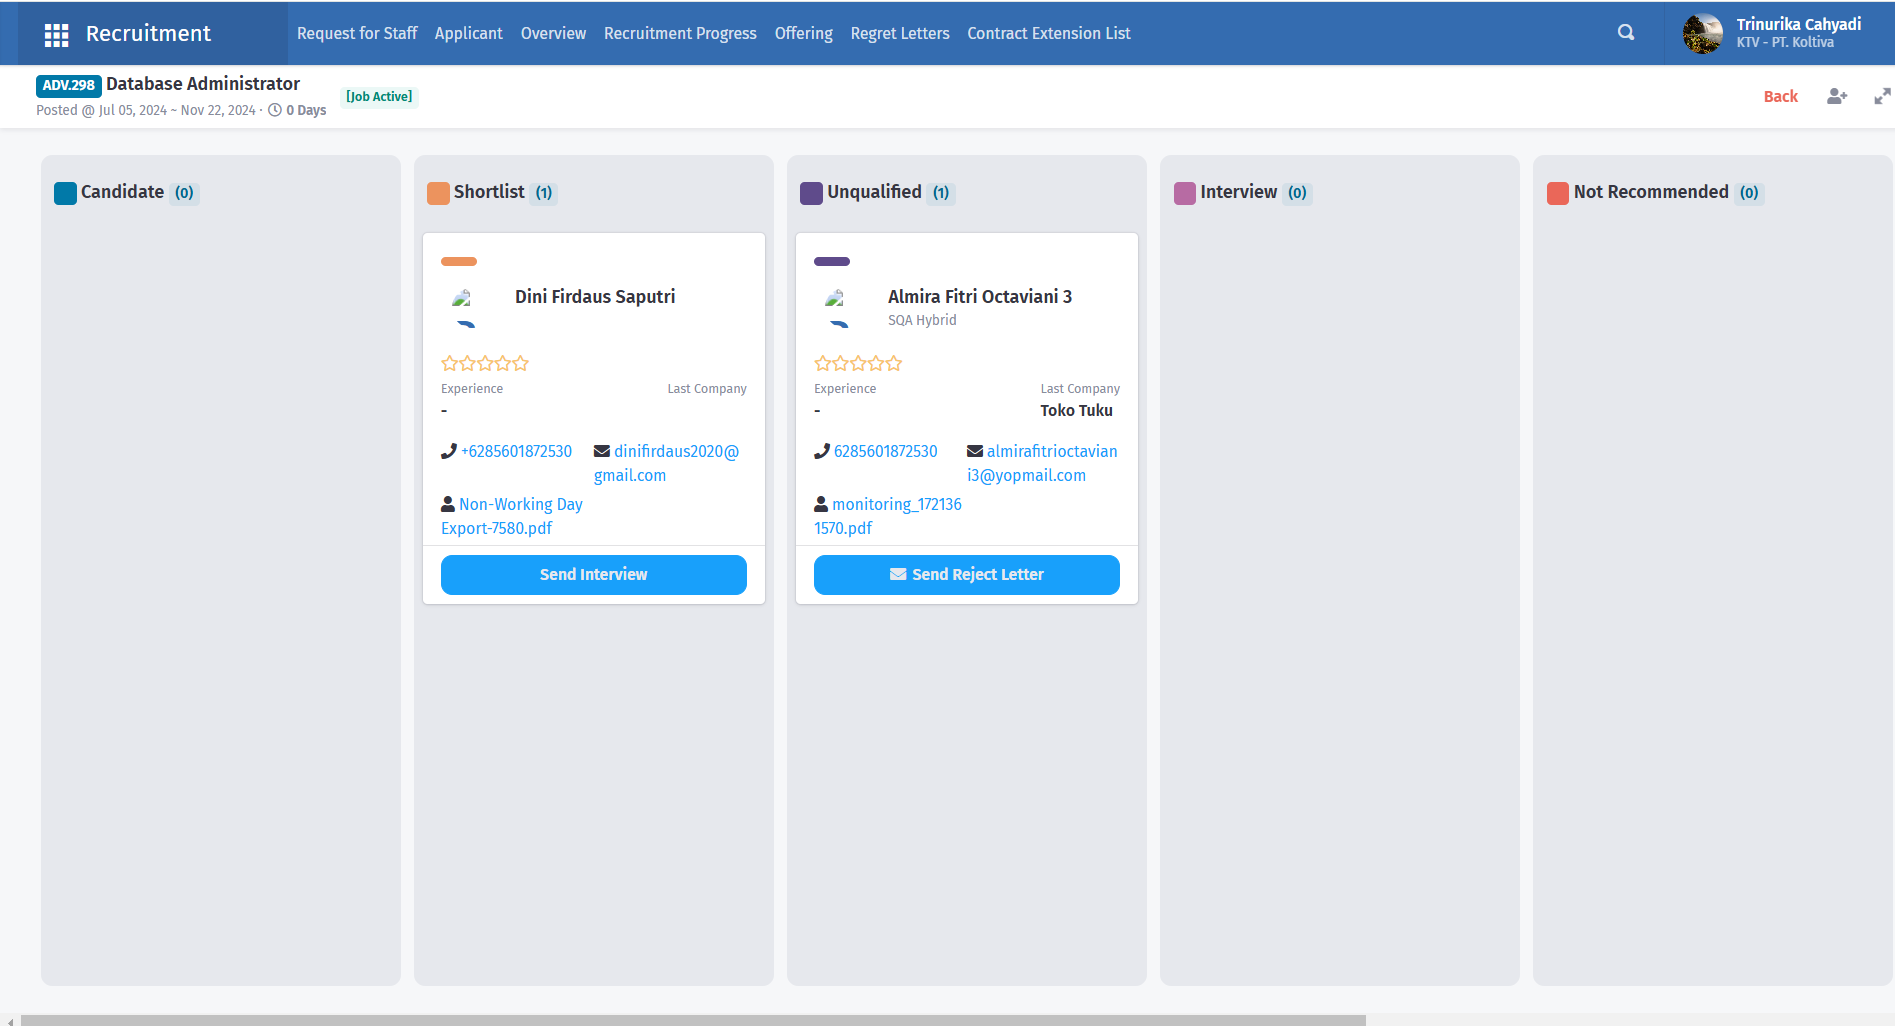 Recruitment
Request for Staff
Applicant
Overview
Recruitment Progress
Offering
Regret Letters
Contract Extension List
Trinurika Cahyadi
KTV - PT. Koltiva
ADV.298 Database Administrator
Posted @ Jul 05, 2024 ~ Nov 22, 2024 · 0 Days
[Job Active]
Back
Candidate (0)
Shortlist (1)
Dini Firdaus Saputri
Experience
Last Company
-
+6285601872530
dinifirdaus2020@
gmail.com
Non-Working Day
Export-7580.pdf
Send Interview
Unqualified (1)
Almira Fitri Octaviani 3
SQA Hybrid
Experience
Last Company
-
Toko Tuku
6285601872530
almirafitrioctavian
i3@yopmail.com
monitoring_172136
1570.pdf
Send Reject Letter
Interview (0)
Not Recommended (0)